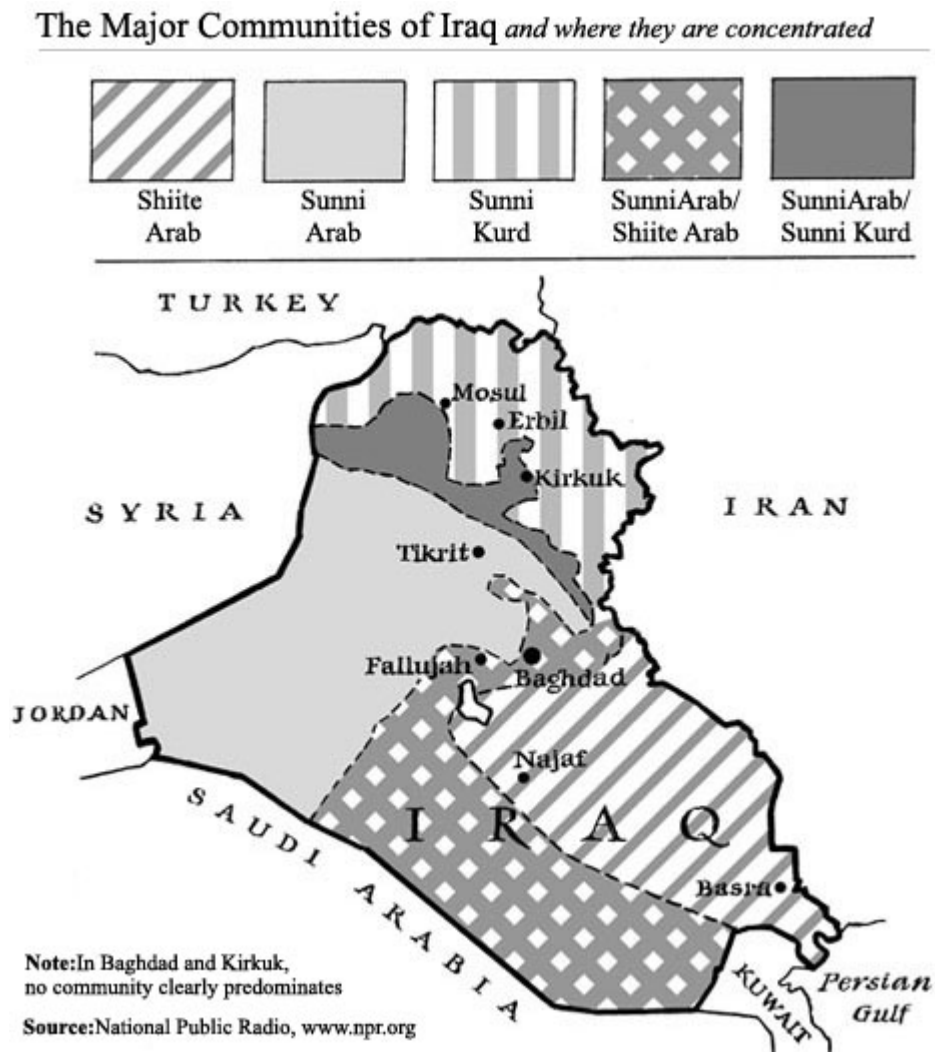 The Major Communities of Iraq and where they are concentrated
Shiite
Arab
Sunni
Arab
Sunni
Kurd
SunniArab/
Shiite Arab
SunniArab/
Sunni Kurd
TURKEY
Mosul
Erbil
Kirkuk
SYRIA
IRAN
Tikrit
Fallujah
Baghdad
JORDAN
Najaf
IRAQ
SAUDI ARABIA
Basra
Note:In Baghdad and Kirkuk,
no community clearly predominates
KUWAIT
Persian
Gulf
Source:National Public Radio, www.npr.org